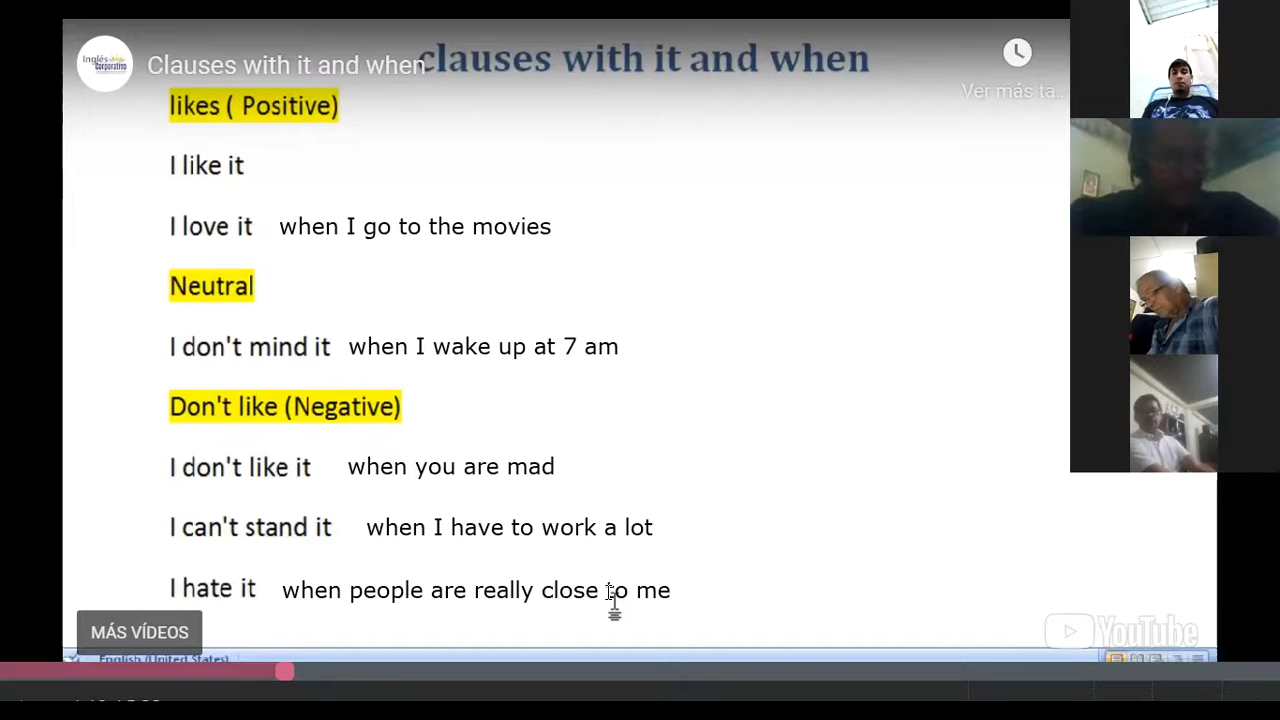 clauses with it and when
Inglés corporativo
Clauses with it and when
Ver más ta...
likes ( Positive)
I like it
I love it when I go to the movies
Neutral
I don't mind it when I wake up at 7 am
Don't like (Negative)
I don't like it when you are mad
I can't stand it when I have to work a lot
I hate it when people are really close to me
MÁS VÍDEOS
YouTube
English (United States)